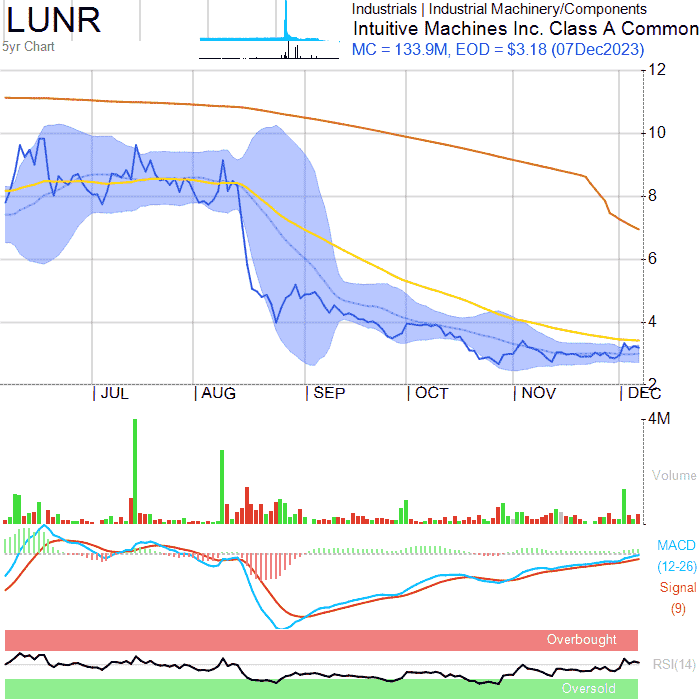 LUNR
5yr Chart
Industrials | Industrial Machinery/Components
Intuitive Machines Inc. Class A Common
MC = 133.9M, EOD = $3.18 (07Dec2023)
12
10
8
6
4
2
JUL AUG SEP OCT NOV DEC
4M
Volume
MACD
(12-26)
Signal
(9)
Overbought
RSI(14)
Oversold